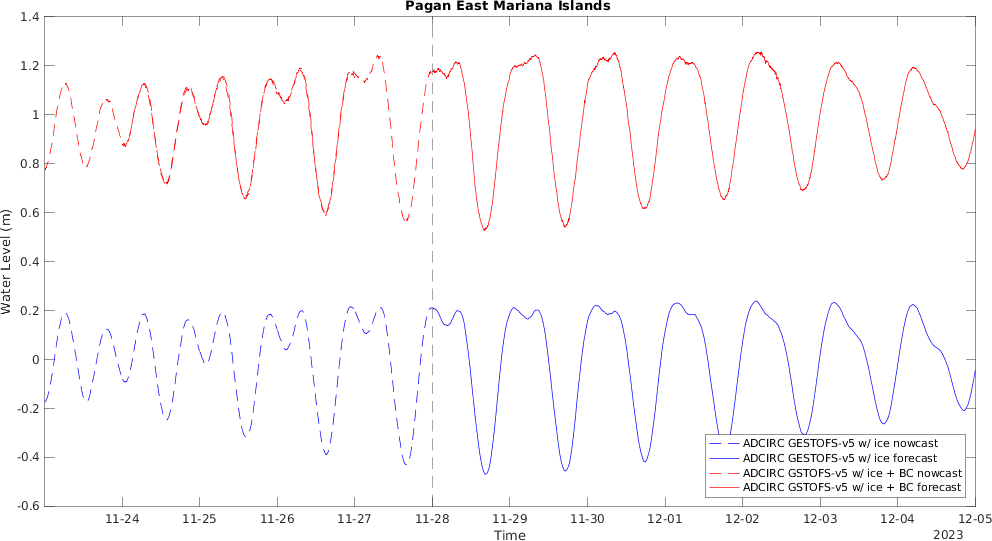 Pagan East Mariana Islands
Water Level (m)
1.4
1.2
1
0.8
0.6
0.4
0.2
0
-0.2
-0.4
-0.6
ADCIRC GESTOFS-v5 w/ ice nowcast
ADCIRC GESTOFS-v5 w/ ice forecast
ADCIRC GSTOFS-v5 w/ ice + BC nowcast
ADCIRC GSTOFS-v5 w/ ice + BC forecast
11-24 11-25 11-26 11-27 11-28 11-29 11-30 12-01 12-02 12-03 12-04 12-05
Time
2023